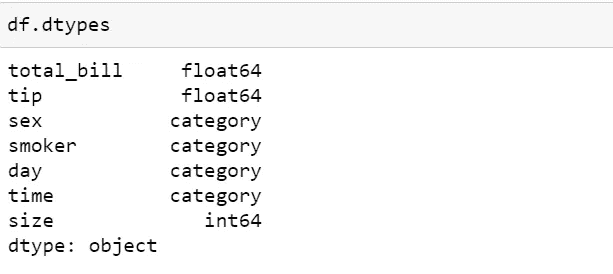 df.dtypes
total_bill     float64
tip            float64
sex           category
smoker        category
day           category
time          category
size             int64
dtype: object